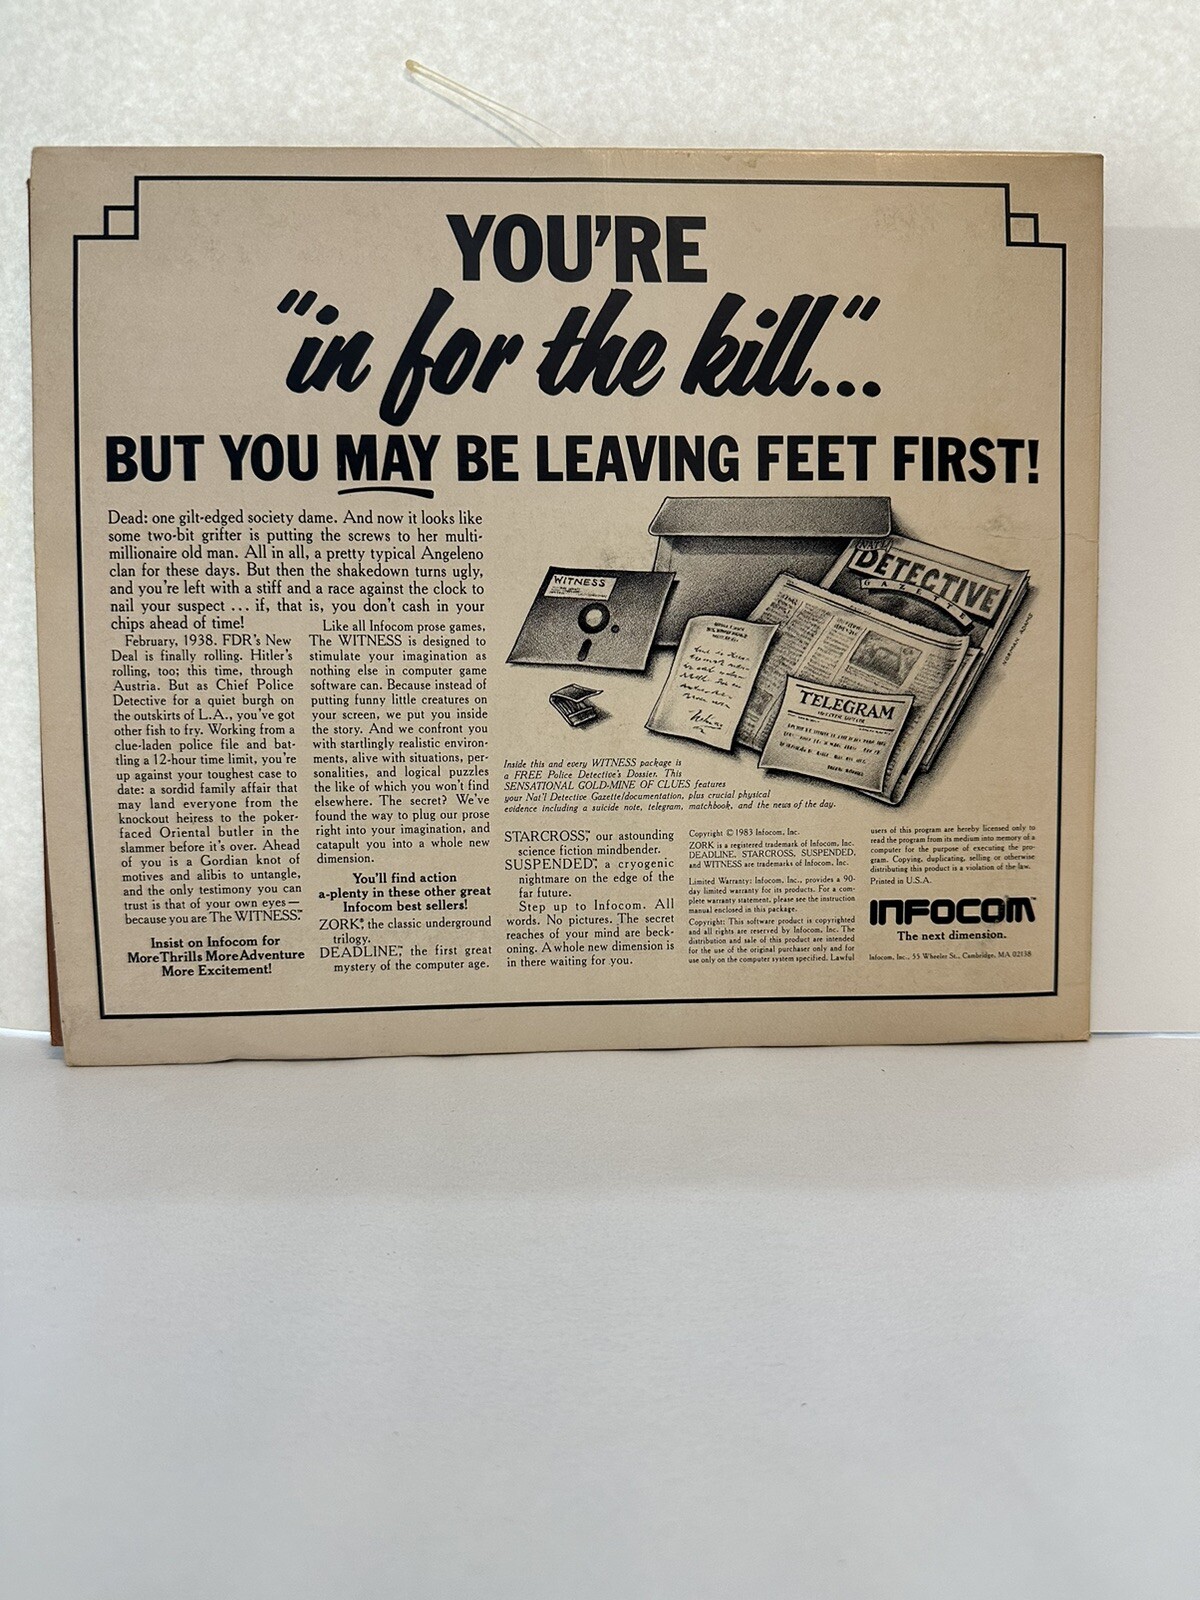 YOU'RE
"in for the kill..."
BUT YOU MAY BE LEAVING FEET FIRST!
Dead: one gilt-edged society dame. And now it looks like
some two-bit grifter is putting the screws to her multi-
millionaire old man. All in all, a pretty typical Angeleno
clan for these days. But then the shakedown turns ugly,
and you're left with a stiff and a race against the clock to
nail your suspect ... if, that is, you don't cash in your
chips ahead of time!
February, 1938. FDR's New
Deal is finally rolling. Hitler's
rolling, too; this time, through
Austria. But as Chief Police
Detective for a quiet burgh on
the outskirts of L.A., you've got
other fish to fry. Working from a
clue-laden police file and bat-
tling a 12-hour time limit, you're
up against your toughest case to
date: a sordid family affair that
may land everyone from the
knockout heiress to the poker-
faced Oriental butler in the
slammer before it's over. Ahead
of you is a Gordian knot of
motives and alibis to untangle,
and the only testimony you can
trust is that of your own eyes—
because you are The WITNESS.™
Insist on Infocom for
More Thrills More Adventure
More Excitement!
Like all Infocom prose games,
The WITNESS is designed to
stimulate your imagination as
nothing else in computer game
software can. Because instead of
putting funny little creatures on
your screen, we put you inside
the story. And we confront you
with startlingly realistic environ-
ments, alive with situations, per-
sonalities, and logical puzzles
the like of which you won't find
elsewhere. The secret? We've
found the way to plug our prose
right into your imagination, and
catapult you into a whole new
dimension.
You'll find action
a-plenty in these other great
Infocom best sellers!
ZORK,® the classic underground
trilogy.
DEADLINE,™ the first great
mystery of the computer age.
WITNESS
NAT'L
DETECTIVE
GAZETTE
TELEGRAM
Inside this and every WITNESS package is
a FREE Police Detective's Dossier. This
SENSATIONAL GOLD-MINE OF CLUES features
your Nat'l Detective Gazette/documentation, plus crucial physical
evidence including a suicide note, telegram, matchbook, and the news of the day.
STARCROSS,™ our astounding
science fiction mindbender.
SUSPENDED,™ a cryogenic
nightmare on the edge of the
far future.
Step up to Infocom. All
words. No pictures. The secret
reaches of your mind are beck-
oning. A whole new dimension is
in there waiting for you.
Copyright © 1983 Infocom, Inc.
ZORK is a registered trademark of Infocom, Inc.
DEADLINE, STARCROSS, SUSPENDED,
and WITNESS are trademarks of Infocom, Inc.
Limited Warranty: Infocom, Inc., provides a 90-
day limited warranty for its products. For a com-
plete warranty statement, please see the instruction
manual enclosed in this package.
Copyright: This software product is copyrighted
and all rights are reserved by Infocom, Inc. The
distribution and sale of this product are intended
for the use of the original purchaser only and for
use only on the computer system specified. Lawful
users of this program are hereby licensed only to
read the program from its medium into memory of a
computer for the purpose of executing the pro-
gram. Copying, duplicating, selling or otherwise
distributing this product is a violation of the law.
Printed in U.S.A.
INFOCOM™
The next dimension.
Infocom, Inc., 55 Wheeler St., Cambridge, MA 02138